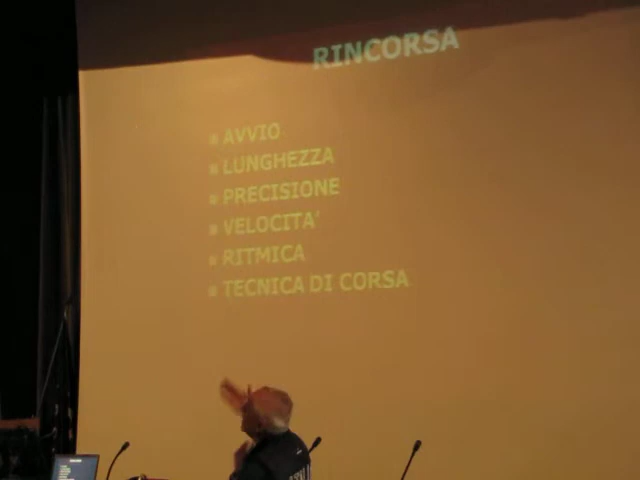 RINCORSA
AVVIO
LUNGHEZZA
PRECISIONE
VELOCITA'
RITMICA
TECNICA DI CORSA